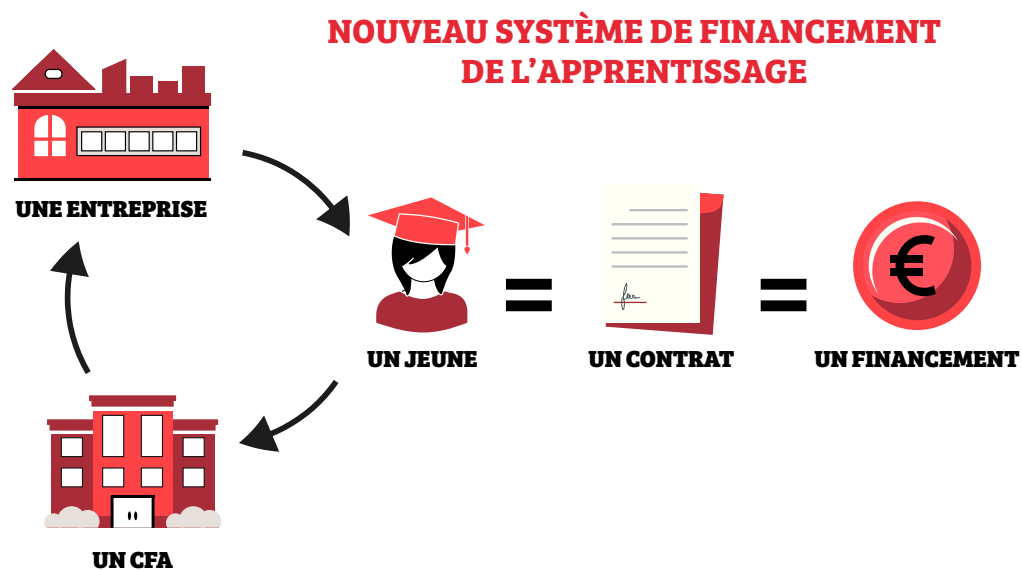 NOUVEAU SYSTÈME DE FINANCEMENT
DE L'APPRENTISSAGE
UNE ENTREPRISE
UN JEUNE
=
UN CONTRAT
=
€
UN FINANCEMENT
UN CFA